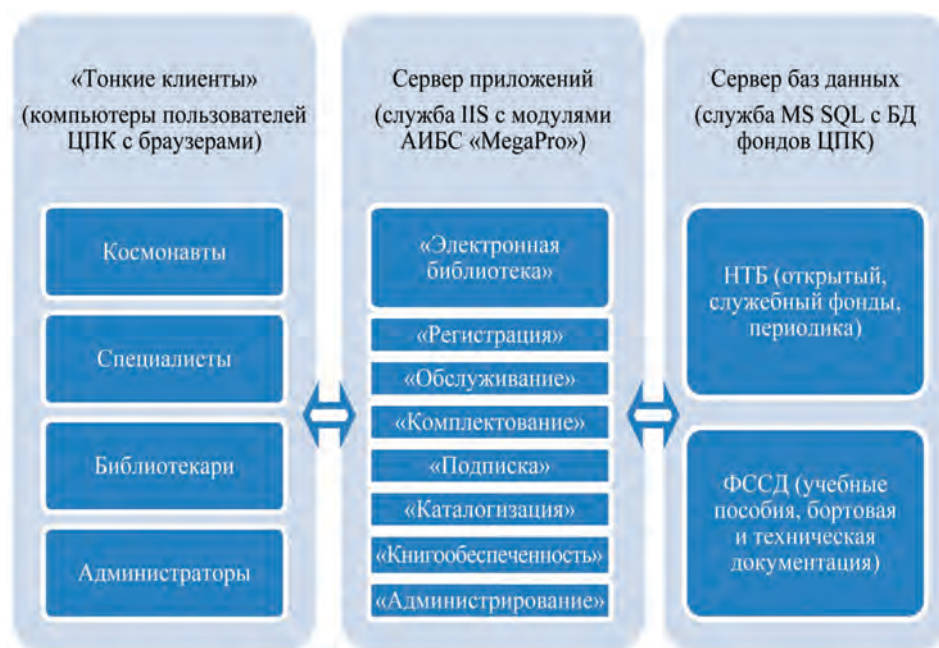 «Тонкие клиенты»
(компьютеры пользователей
ЦПК с браузерами)
Космонавты
Специалисты
Библиотекари
Администраторы
Сервер приложений
(служба IIS с модулями
АИБС «MegaPro»)
«Электронная
библиотека»
«Регистрация»
«Обслуживание»
«Комплектование»
«Подписка»
«Каталогизация»
«Книгообеспеченность»
«Администрирование»
Сервер баз данных
(служба MS SQL с БД
фондов ЦПК)
НТБ (открытый,
служебный фонды,
периодика)
ФССД (учебные
пособия, бортовая
и техническая
документация)